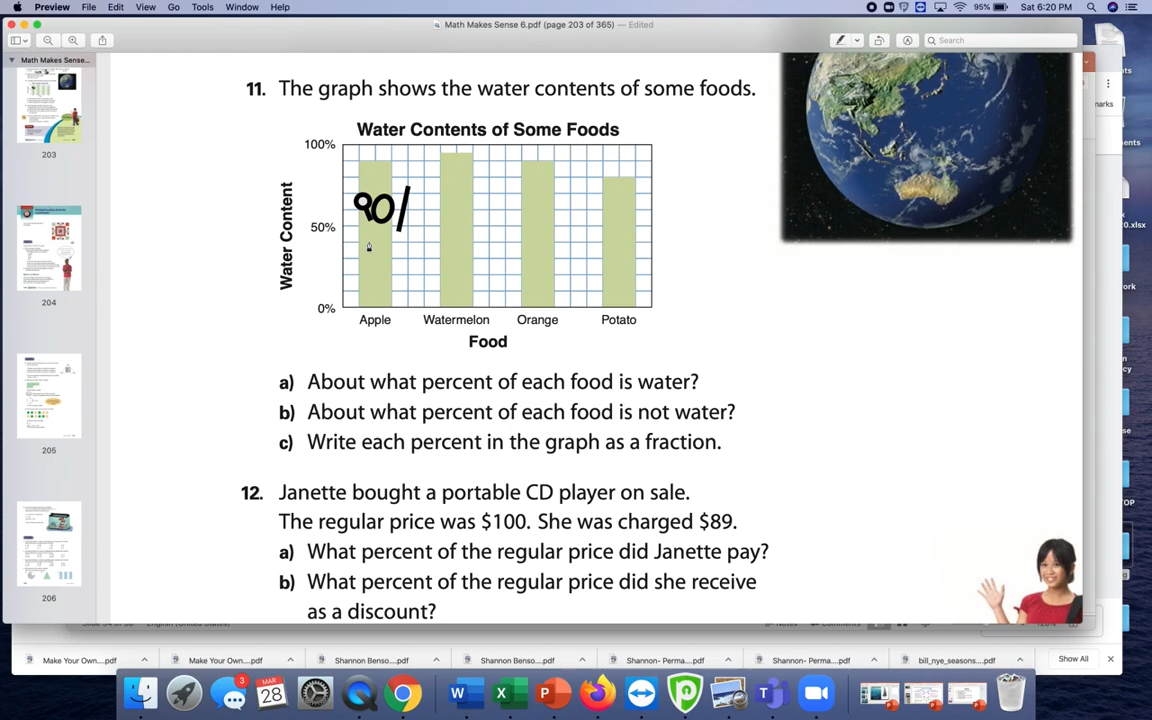 Preview File Edit View Go Tools Window Help 95% Sat 6:20 PM
Math Makes Sense 6.pdf (page 203 of 365) — Edited
Search
Math Makes Sense...
203
204
205
206
11. The graph shows the water contents of some foods.
Water Contents of Some Foods
100%
50%
0%
Water Content
90/
Apple Watermelon Orange Potato
Food
a) About what percent of each food is water?
b) About what percent of each food is not water?
c) Write each percent in the graph as a fraction.
12. Janette bought a portable CD player on sale.
The regular price was $100. She was charged $89.
a) What percent of the regular price did Janette pay?
b) What percent of the regular price did she receive
as a discount?
Make Your Own....pdf Make Your Own....pdf Shannon Benso....pdf Shannon Benso....pdf Shannon- Perma....pdf Shannon- Perma....pdf bill_nye_seasons....pdf Show All
3
MAR
28